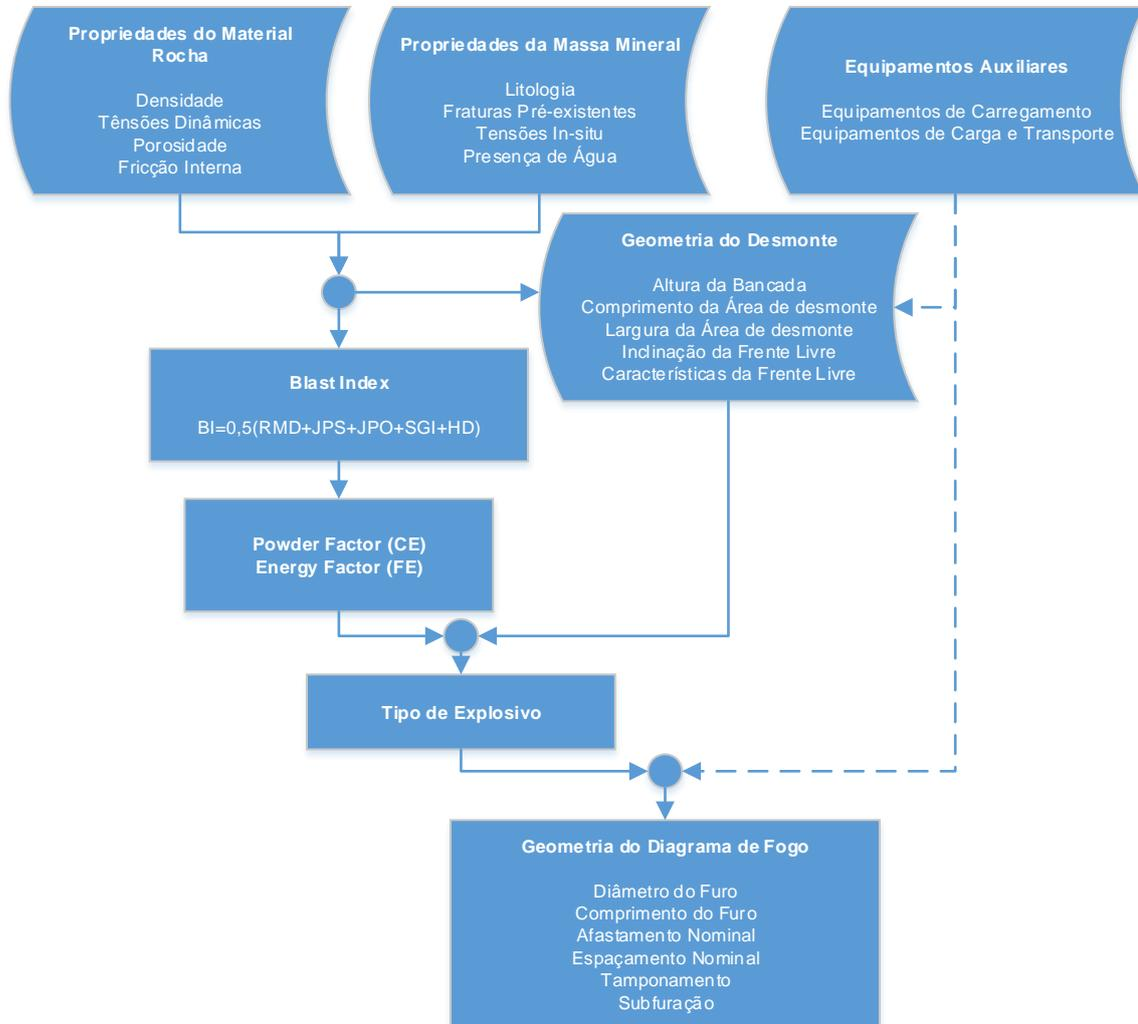 Propriedades do Material
Rocha
Densidade
Tênsões Dinâmicas
Porosidade
Fricção Interna
Propriedades da Massa Mineral
Litologia
Fraturas Pré-existentes
Tensões In-situ
Presença de Água
Equipamentos Auxiliares
Equipamentos de Carregamento
Equipamentos de Carga e Transporte
Geometria do Desmonte
Altura da Bancada
Comprimento da Área de desmonte
Largura da Área de desmonte
Inclinação da Frente Livre
Características da Frente Livre
Blast Index
BI=0,5(RMD+JPS+JPO+SGI+HD)
Powder Factor (CE)
Energy Factor (FE)
Tipo de Explosivo
Geometria do Diagrama de Fogo
Diâmetro do Furo
Comprimento do Furo
Afastamento Nominal
Espaçamento Nominal
Tamponamento
Subfuração